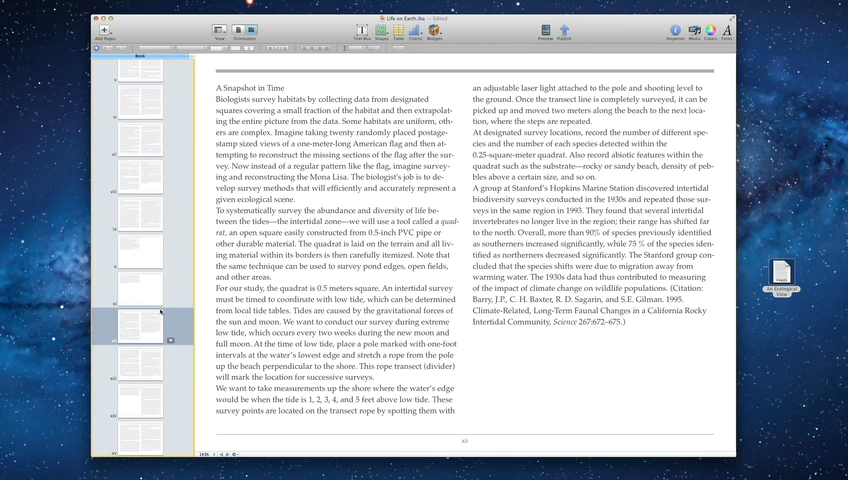 Life on Earth.iba — Edited
Add Pages
View
Orientation
Text Box
Shapes
Table
Charts
Widgets
Preview
Publish
Inspector
Media
Colors
Fonts
Book
v
vi
vii
viii
ix
x
xi
xii
xiii
xiv
xv
A Snapshot in Time
Biologists survey habitats by collecting data from designated
squares covering a small fraction of the habitat and then extrapolat-
ing the entire picture from the data. Some habitats are uniform, oth-
ers are complex. Imagine taking twenty randomly placed postage-
stamp sized views of a one-meter-long American flag and then at-
tempting to reconstruct the missing sections of the flag after the sur-
vey. Now instead of a regular pattern like the flag, imagine survey-
ing and reconstructing the Mona Lisa. The biologist's job is to de-
velop survey methods that will efficiently and accurately represent a
given ecological scene.
To systematically survey the abundance and diversity of life be-
tween the tides—the intertidal zone—we will use a tool called a quad-
rat, an open square easily constructed from 0.5-inch PVC pipe or
other durable material. The quadrat is laid on the terrain and all liv-
ing material within its borders is then carefully itemized. Note that
the same technique can be used to survey pond edges, open fields,
and other areas.
For our study, the quadrat is 0.5 meters square. An intertidal survey
must be timed to coordinate with low tide, which can be determined
from local tide tables. Tides are caused by the gravitational forces of
the sun and moon. We want to conduct our survey during extreme
low tide, which occurs every two weeks during the new moon and
full moon. At the time of low tide, place a pole marked with one-foot
intervals at the water's lowest edge and stretch a rope from the pole
up the beach perpendicular to the shore. This rope transect (divider)
will mark the location for successive surveys.
We want to take measurements up the shore where the water's edge
would be when the tide is 1, 2, 3, 4, and 5 feet above low tide. These
survey points are located on the transect rope by spotting them with
an adjustable laser light attached to the pole and shooting level to
the ground. Once the transect line is completely surveyed, it can be
picked up and moved two meters along the beach to the next loca-
tion, where the steps are repeated.
At designated survey locations, record the number of different spe-
cies and the number of each species detected within the
0.25-square-meter quadrat. Also record abiotic features within the
quadrat such as the substrate—rocky or sandy beach, density of peb-
bles above a certain size, and so on.
A group at Stanford's Hopkins Marine Station discovered intertidal
biodiversity surveys conducted in the 1930s and repeated those sur-
veys in the same region in 1993. They found that several intertidal
invertebrates no longer live in the region; their range has shifted far
to the north. Overall, more than 90% of species previously identified
as southerners increased significantly, while 75 % of the species iden-
tified as northerners decreased significantly. The Stanford group con-
cluded that the species shifts were due to migration away from
warming water. The 1930s data had thus contributed to measuring
of the impact of climate change on wildlife populations. (Citation:
Barry, J.P., C. H. Baxter, R. D. Sagarin, and S.E. Gilman. 1995.
Climate-Related, Long-Term Faunal Changes in a California Rocky
Intertidal Community, Science 267:672–675.)
xii
143%
PAGES
An Ecological
View